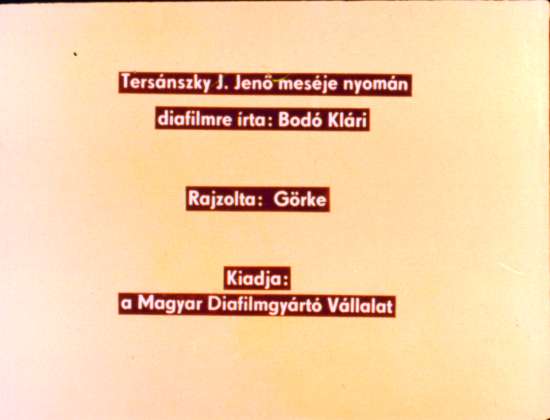 Tersánszky J. Jenő meséje nyomán
diafilmre írta: Bodó Klári
Rajzolta: Görke
Kiadja:
a Magyar Diafilmgyártó Vállalat